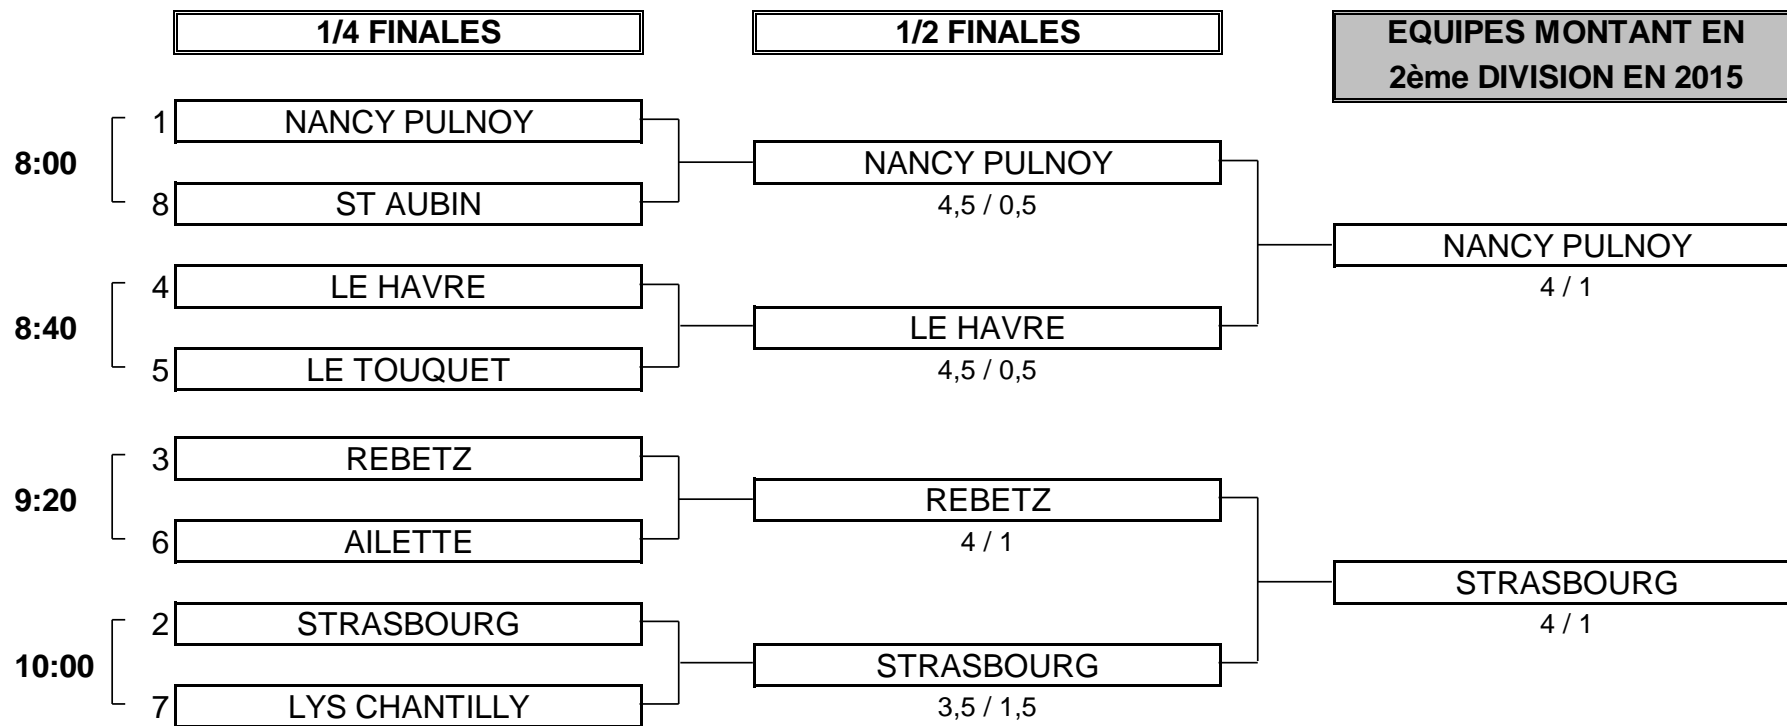 1/4 FINALES
1/2 FINALES
EQUIPES MONTANT EN
2ème DIVISION EN 2015
8:00
1 NANCY PULNOY
8 ST AUBIN
NANCY PULNOY
4,5 / 0,5
8:40
4 LE HAVRE
5 LE TOUQUET
LE HAVRE
4,5 / 0,5
NANCY PULNOY
4 / 1
9:20
3 REBETZ
6 AILETTE
REBETZ
4 / 1
10:00
2 STRASBOURG
7 LYS CHANTILLY
STRASBOURG
3,5 / 1,5
STRASBOURG
4 / 1